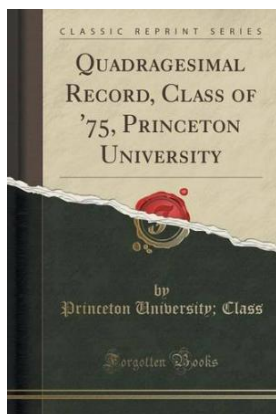 CLASSIC REPRINT SERIES
QUADRAGESIMAL
RECORD, CLASS OF
'75, PRINCETON
UNIVERSITY
by
Princeton University; Class
Forgotten Books